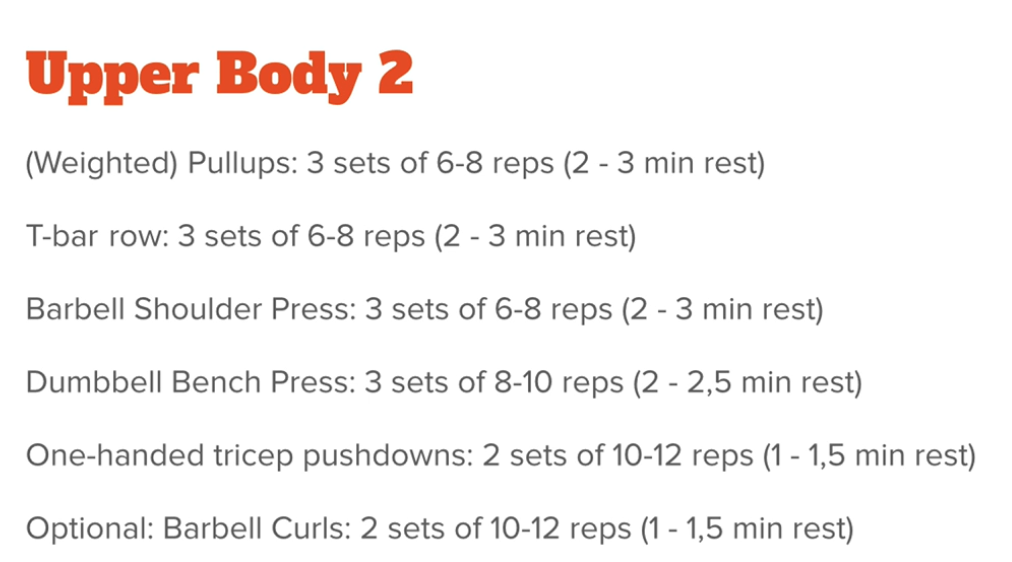 Upper Body 2
(Weighted) Pullups: 3 sets of 6-8 reps (2 - 3 min rest)
T-bar row: 3 sets of 6-8 reps (2 - 3 min rest)
Barbell Shoulder Press: 3 sets of 6-8 reps (2 - 3 min rest)
Dumbbell Bench Press: 3 sets of 8-10 reps (2 - 2,5 min rest)
One-handed tricep pushdowns: 2 sets of 10-12 reps (1 - 1,5 min rest)
Optional: Barbell Curls: 2 sets of 10-12 reps (1 - 1,5 min rest)